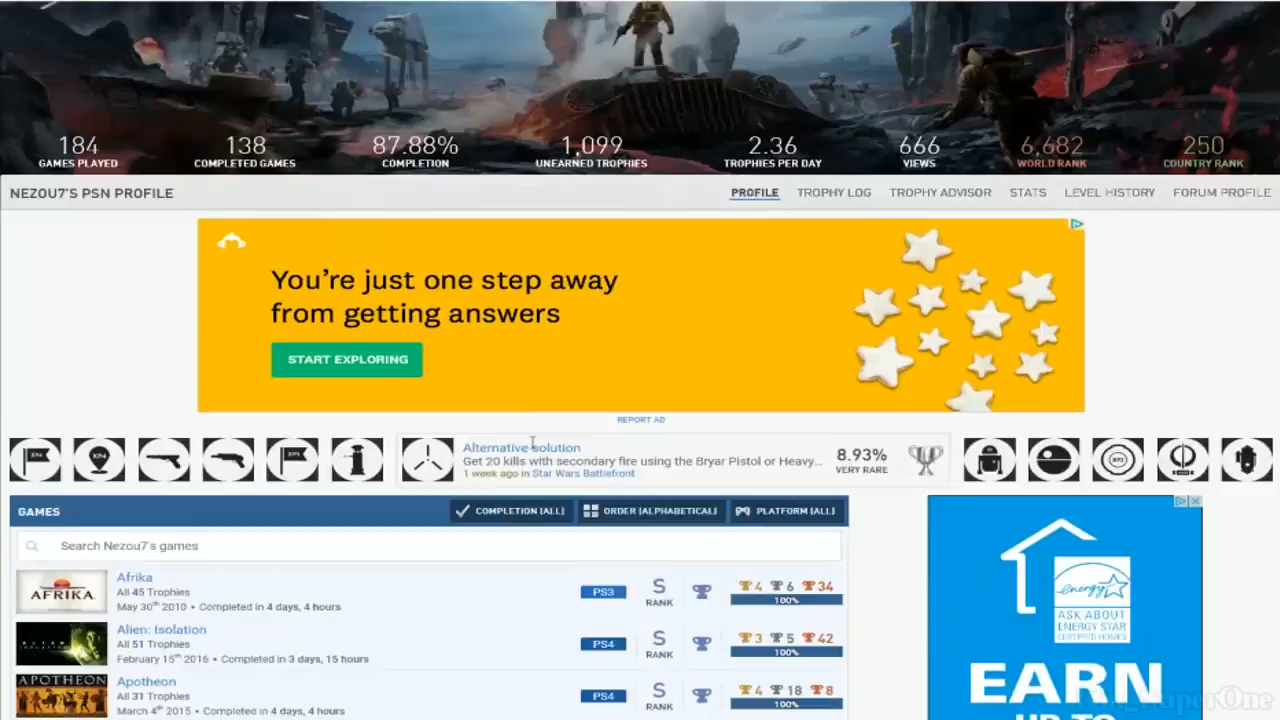 184
GAMES PLAYED
138
COMPLETED GAMES
87.88%
COMPLETION
1,099
UNEARNED TROPHIES
2.36
TROPHIES PER DAY
666
VIEWS
6,682
WORLD RANK
250
COUNTRY RANK
NEZOU7'S PSN PROFILE
PROFILE TROPHY LOG TROPHY ADVISOR STATS LEVEL HISTORY FORUM PROFILE
You're just one step away
from getting answers
START EXPLORING
REPORT AD
Alternative solution
Get 20 kills with secondary fire using the Bryar Pistol or Heavy...
1 week ago in Star Wars Battlefront
8.93%
VERY RARE
GAMES
COMPLETION (ALL) ORDER (ALPHABETICAL) PLATFORM (ALL)
Search Nezou7's games
AFRIKA
Afrika
All 45 Trophies
May 30th 2010 • Completed in 4 days, 4 hours
PS3
S
RANK
4 6 34
100%
Alien: Isolation
All 51 Trophies
February 15th 2016 • Completed in 3 days, 15 hours
PS4
S
RANK
3 5 42
100%
APOTHEON
Apotheon
All 31 Trophies
March 4th 2015 • Completed in 4 days, 4 hours
PS4
S
RANK
4 18 8
100%
energy
ASK ABOUT
ENERGY STAR
CERTIFIED HOMES
EARN
UP TO